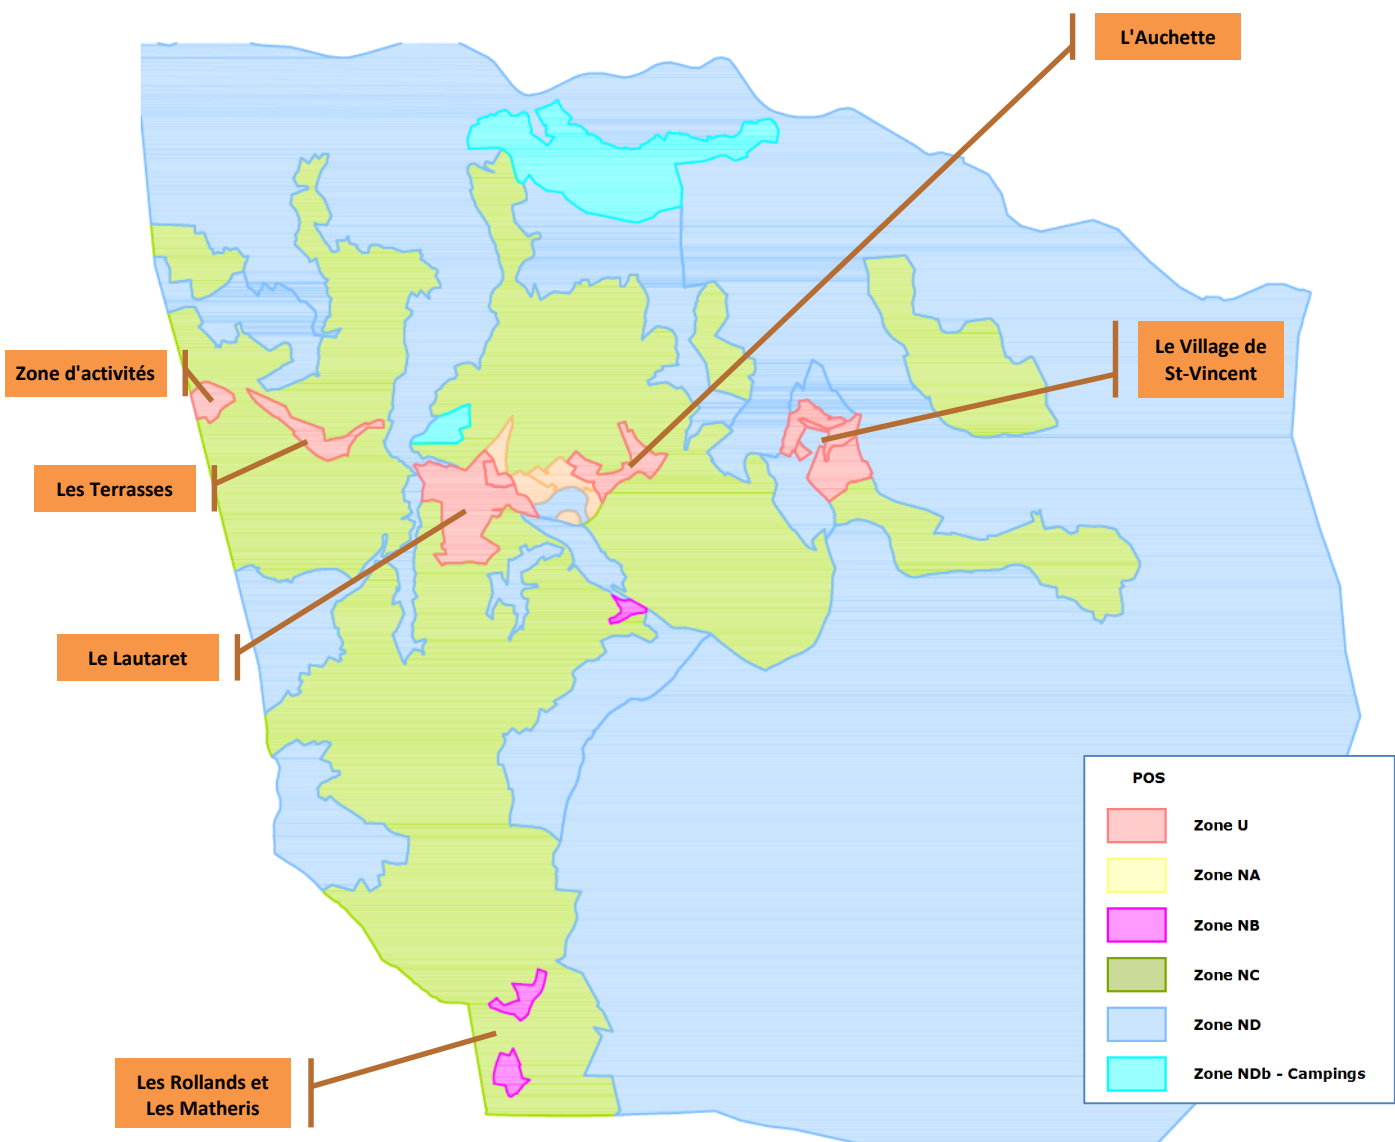 L'Auchette
Le Village de
St-Vincent
Zone d'activités
Les Terrasses
Le Lautaret
Les Rollands et
Les Matheris
POS
Zone U
Zone NA
Zone NB
Zone NC
Zone ND
Zone NDb - Campings